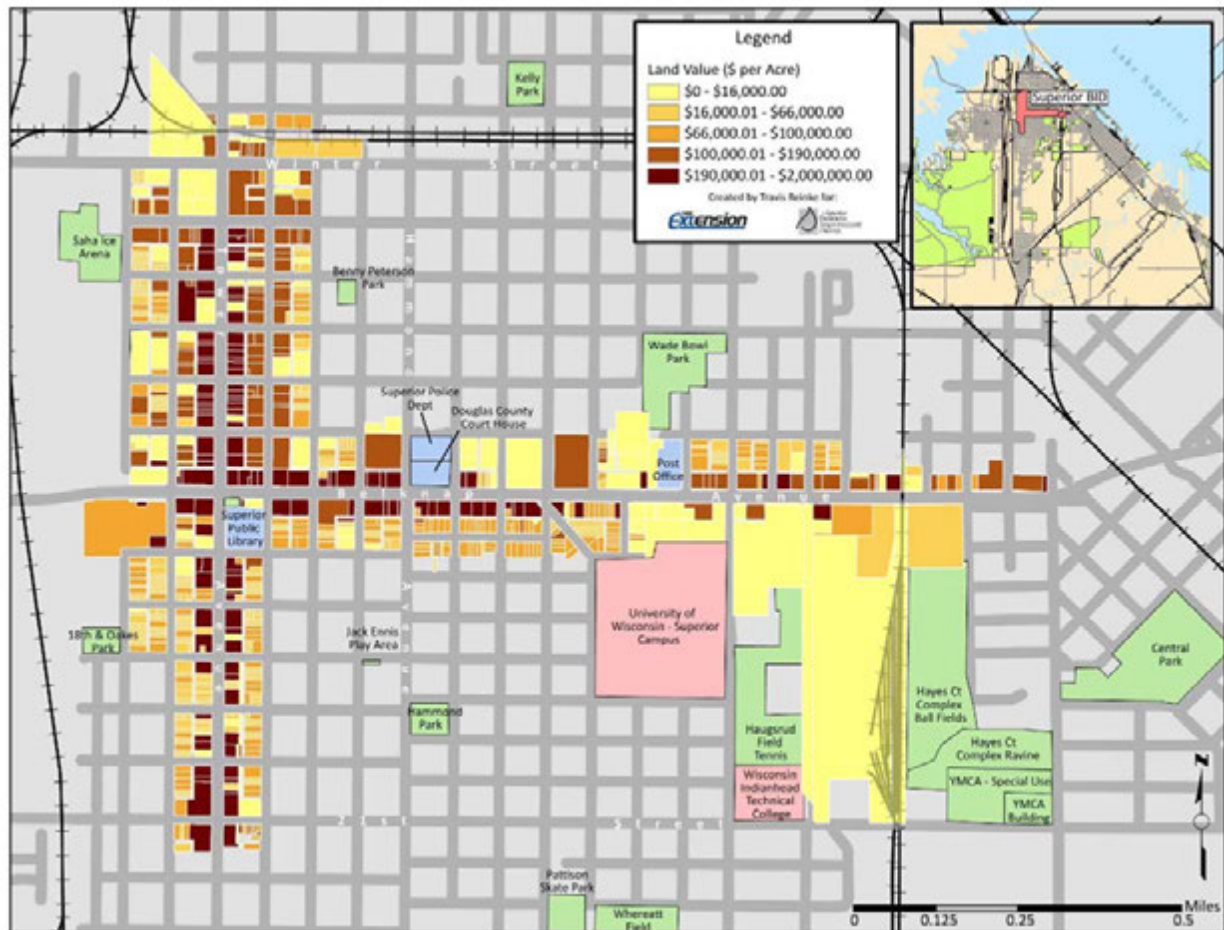 Legend
Land Value ($ per Acre)
$0 - $16,000.00
$16,000.01 - $66,000.00
$66,000.01 - $100,000.00
$100,000.01 - $190,000.00
$190,000.01 - $2,000,000.00
Created by Travis Reinke for:
Extension
Superior BID
Lake Superior
Kelly
Park
Winter Street
Saha Ice
Arena
Benny Peterson
Park
Tower
Hammond
Wade Bowl
Park
Superior Police
Dept
Douglas County
Court House
Post
Office
Belknap Avenue
Superior
Public
Library
Avenue
Avenue
University of
Wisconsin - Superior
Campus
18th & Oakes
Park
Jack Ennis
Play Area
Central
Park
Hammond
Park
Haugsrud
Field
Tennis
Hayes Ct
Complex
Ball Fields
Hayes Ct
Complex Ravine
Wisconsin
Indianhead
Technical
College
YMCA - Special Use
YMCA
Building
21st Street
Pattison
Skate Park
Whereatt
Field
N
Miles
0 0.125 0.25 0.5